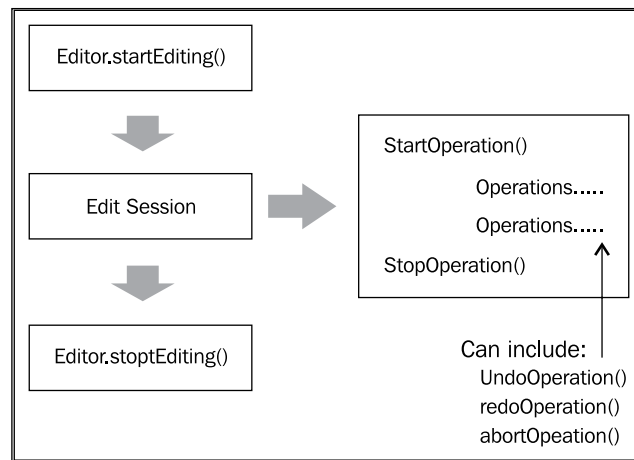 Editor.startEditing()
Edit Session
Editor.stoptEditing()
StartOperation()
Operations.....
Operations.....
StopOperation()
Can include:
UndoOperation()
redoOperation()
abortOpeation()